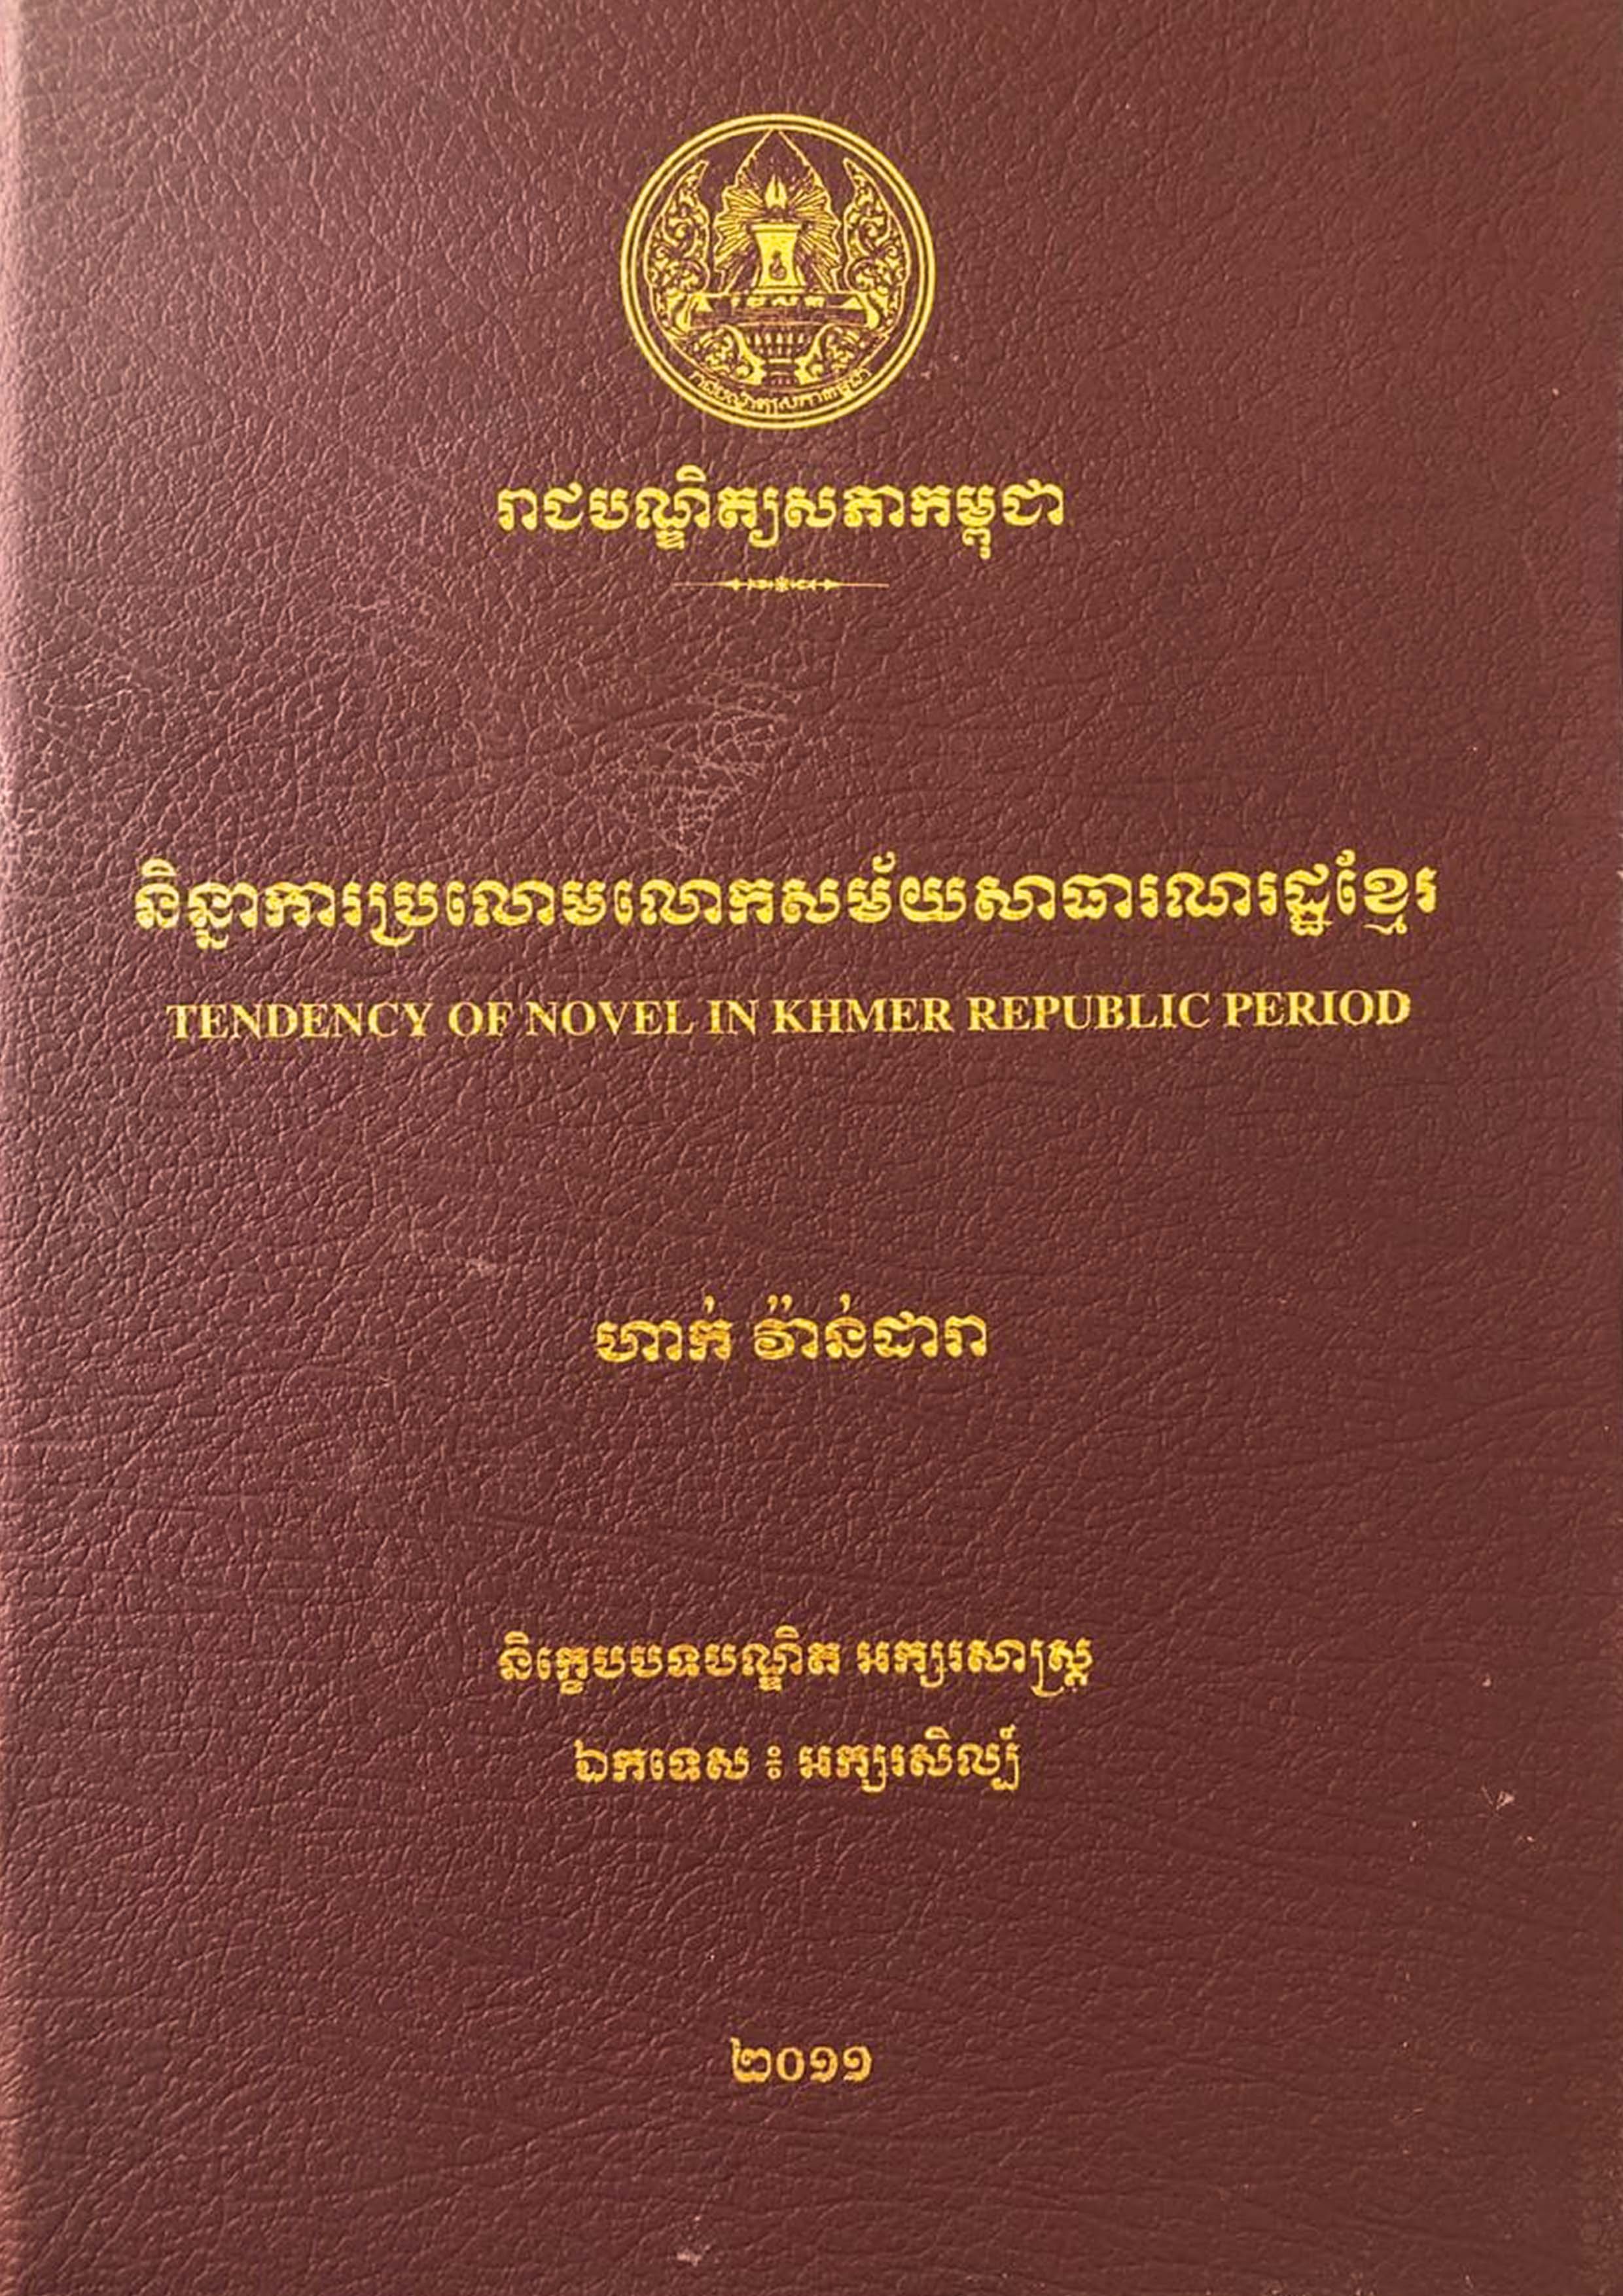 រាជបណ្ឌិត្យសភាកម្ពុជា
និន្នាការប្រលោមលោកសម័យសាធារណរដ្ឋខ្មែរ
TENDENCY OF NOVEL IN KHMER REPUBLIC PERIOD
ហាក់ វ៉ាន់ដារា
និក្ខេបបទបណ្ឌិត អក្សរសាស្ត្រ
ឯកទេស ៖ អក្សរសិល្ប៍
២០១១